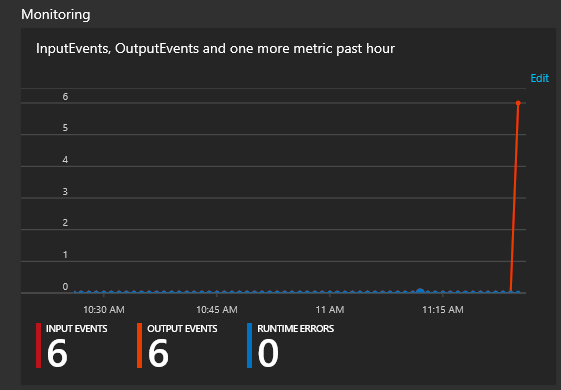 Monitoring
InputEvents, OutputEvents and one more metric past hour
Edit
6
5
4
3
2
1
0
10:30 AM 10:45 AM 11 AM 11:15 AM
INPUT EVENTS OUTPUT EVENTS RUNTIME ERRORS
6 6 0